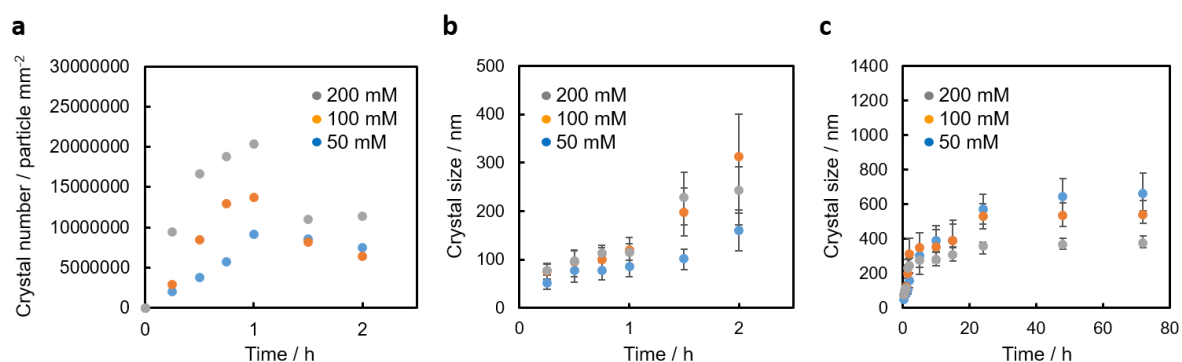 a
Crystal number / particle mm⁻²
30000000
25000000
20000000
15000000
10000000
5000000
0
200 mM
100 mM
50 mM
0 1 2
Time / h
b
Crystal size / nm
500
400
300
200
100
0
200 mM
100 mM
50 mM
0 1 2
Time / h
c
Crystal size / nm
1400
1200
1000
800
600
400
200
0
200 mM
100 mM
50 mM
0 20 40 60 80
Time / h